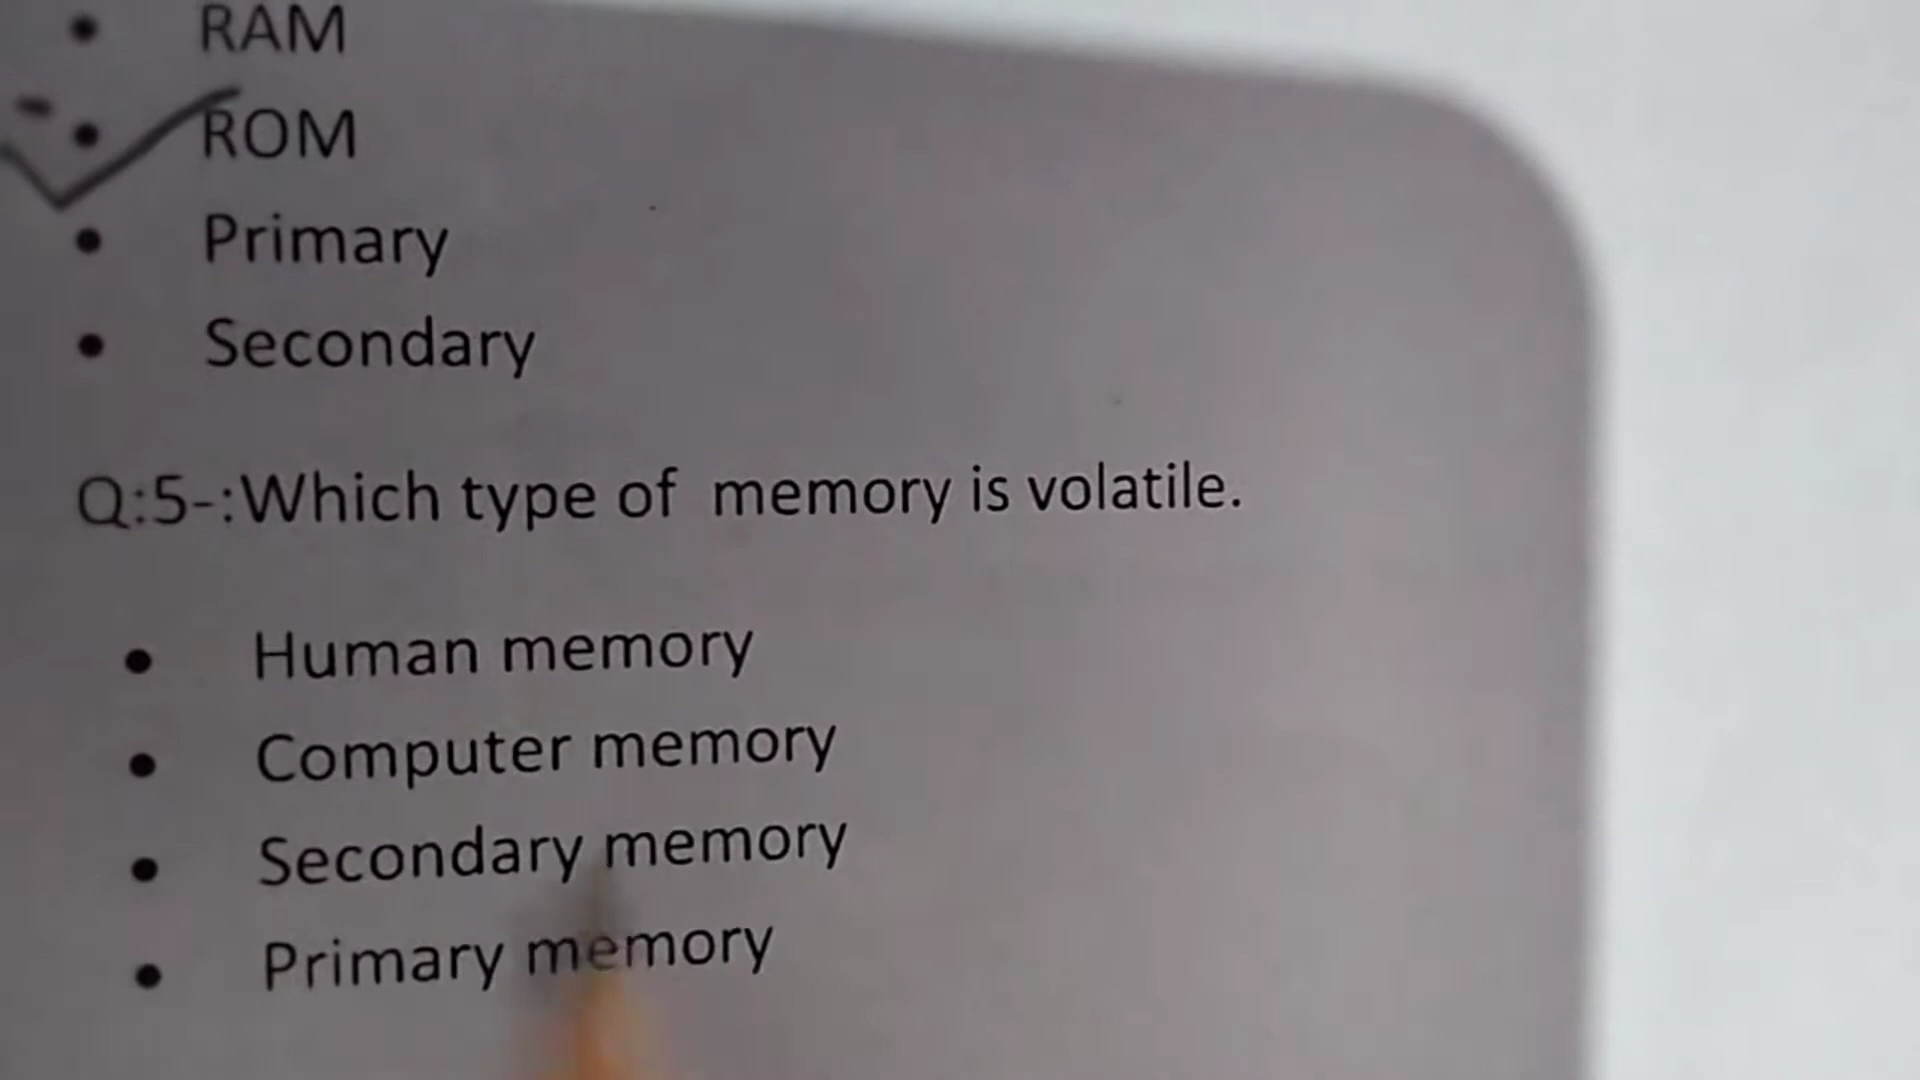 • RAM
• ROM
• Primary
• Secondary
Q:5-:Which type of memory is volatile.
• Human memory
• Computer memory
• Secondary memory
• Primary memory